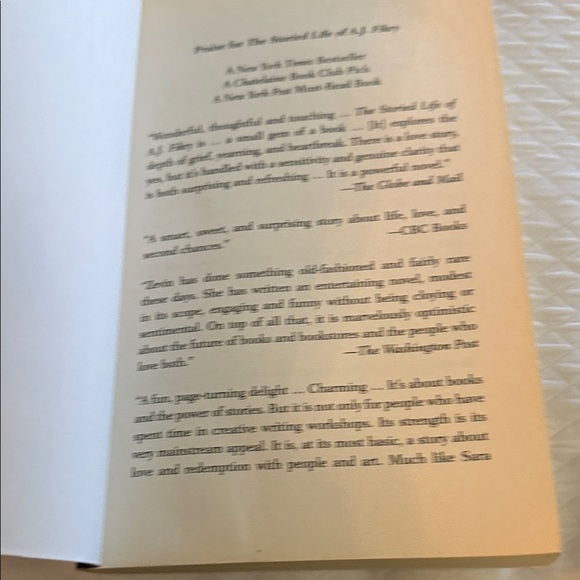 Praise for The Storied Life of A.J. Fikry
A New York Times Bestseller
A Chatelaine Book Club Pick
A New York Post Must-Read Book
"Wonderful, thoughtful and touching ... The Storied Life of
A.J. Fikry is ... a small gem of a book ... [It] explores the
depth of grief, yearning, and heartbreak. There is a love story,
yes, but it's handled with a sensitivity and genuine clarity that
is both surprising and refreshing ... It is a powerful novel."
—The Globe and Mail
"A smart, sweet, and surprising story about life, love, and
second chances."
—CBC Books
"Zevin has done something old-fashioned and fairly rare
these days. She has written an entertaining novel, modest
in its scope, engaging and funny without being cloying or
sentimental. On top of all that, it is marvelously optimistic
about the future of books and bookstores and the people who
love both."
—The Washington Post
"A fun, page-turning delight ... Charming ... It's about books
and the power of stories. But it is not only for people who have
spent time in creative writing workshops. Its strength is its
very mainstream appeal. It is, at its most basic, a story about
love and redemption with people and art. Much like Sara